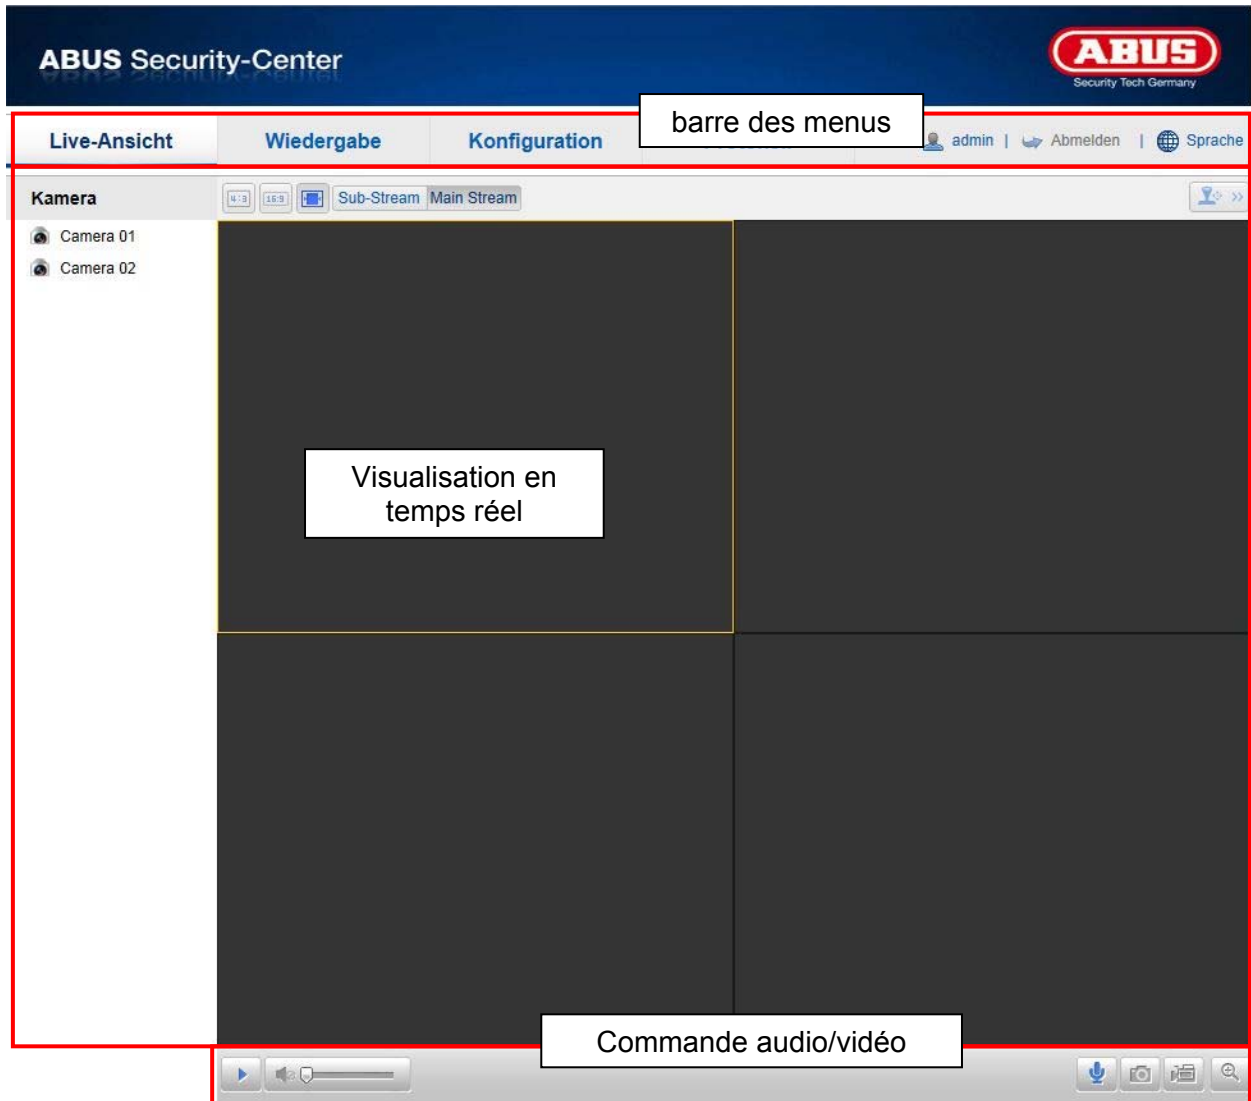 ABUS Security-Center
ABUS
Security Tech Germany
barre des menus
Live-Ansicht Wiedergabe Konfiguration admin | Abmelden | Sprache
Kamera 4:3 16:9 Sub-Stream Main Stream
Camera 01
Camera 02
Visualisation en
temps réel
Commande audio/vidéo